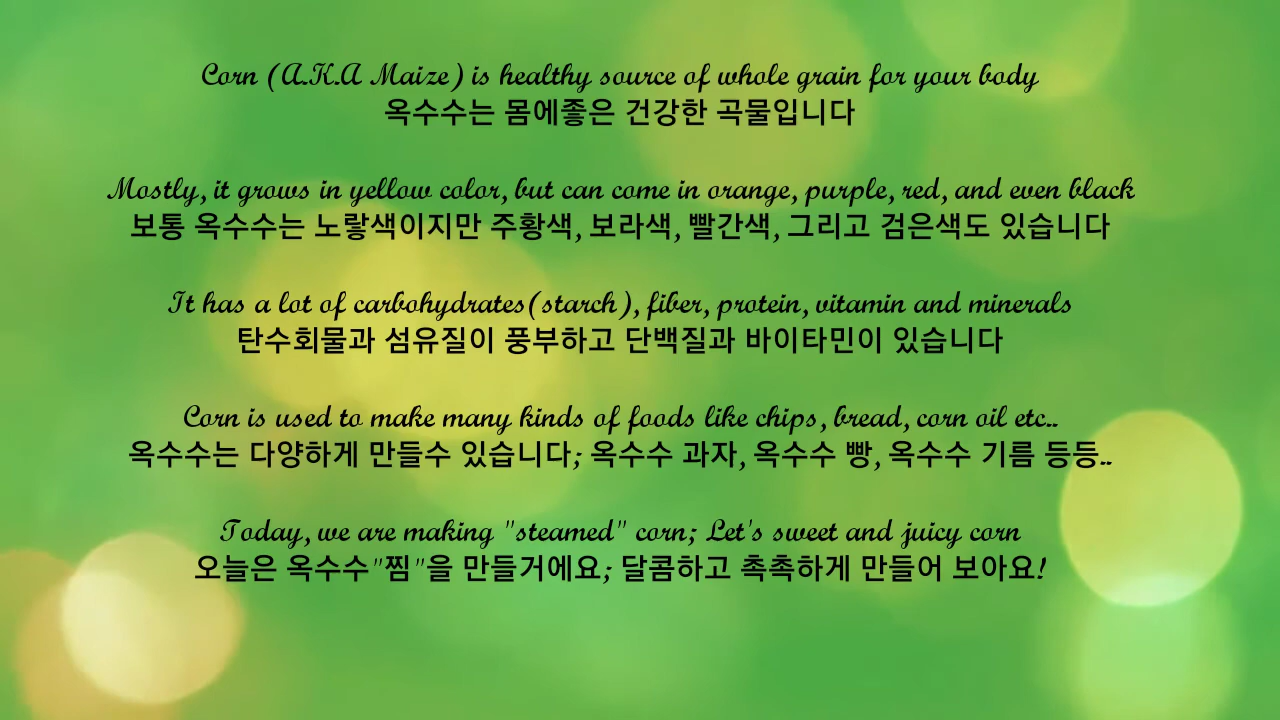 Corn (A.K.A Maize) is healthy source of whole grain for your body
옥수수는 몸에좋은 건강한 곡물입니다
Mostly, it grows in yellow color, but can come in orange, purple, red, and even black
보통 옥수수는 노랗색이지만 주황색, 보라색, 빨간색, 그리고 검은색도 있습니다
It has a lot of carbohydrates(starch), fiber, protein, vitamin and minerals
탄수회물과 섬유질이 풍부하고 단백질과 바이타민이 있습니다
Corn is used to make many kinds of foods like chips, bread, corn oil etc..
옥수수는 다양하게 만들수 있습니다; 옥수수 과자, 옥수수 빵, 옥수수 기름 등등..
Today, we are making "steamed" corn; Let's sweet and juicy corn
오늘은 옥수수"찜"을 만들거에요; 달콤하고 촉촉하게 만들어 보아요!